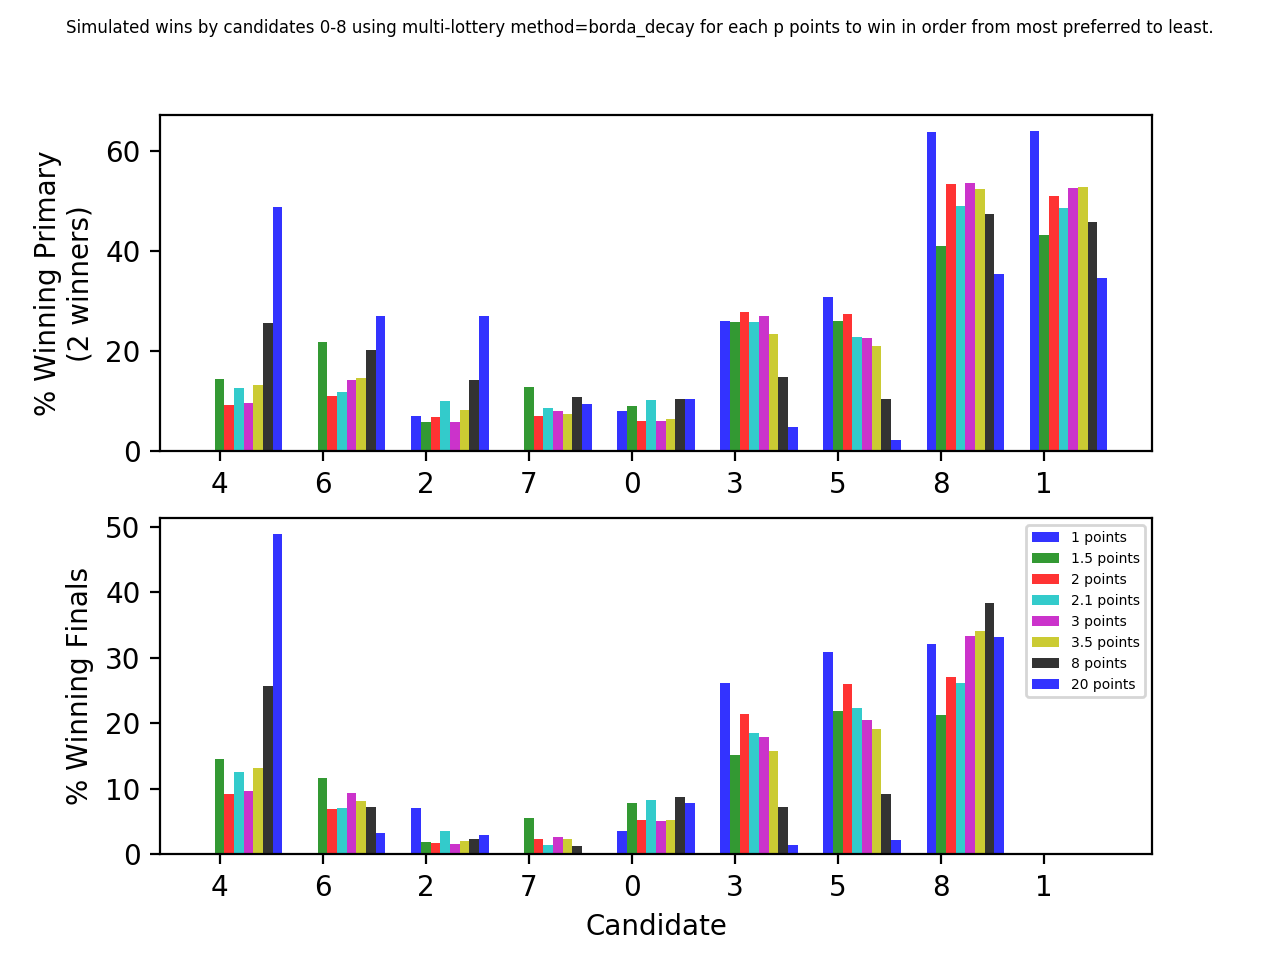 Simulated wins by candidates 0-8 using multi-lottery method=borda_decay for each p points to win in order from most preferred to least.
% Winning Primary
(2 winners)
60
40
20
0
4 6 2 7 0 3 5 8 1
% Winning Finals
50
40
30
20
10
0
1 points
1.5 points
2 points
2.1 points
3 points
3.5 points
8 points
20 points
4 6 2 7 0 3 5 8 1
Candidate